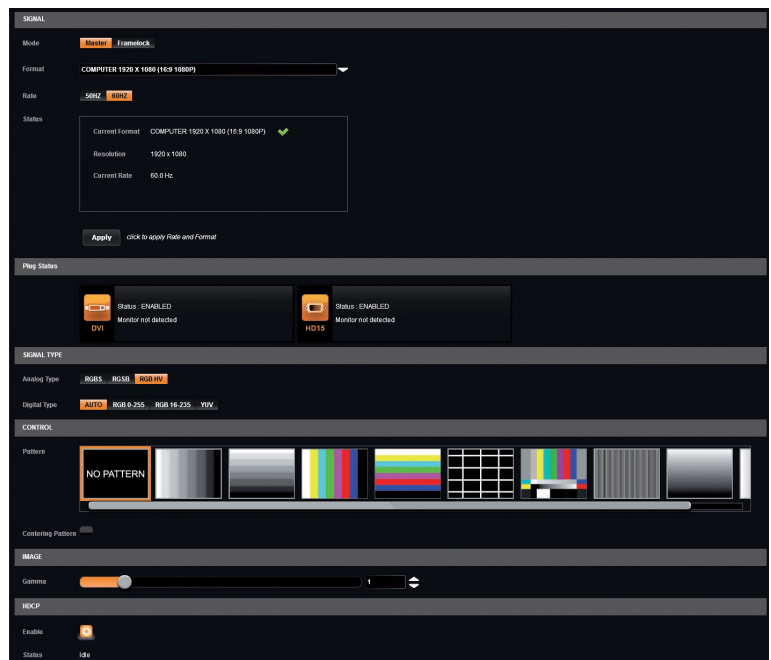 SIGNAL
Mode Master Framelock
Format COMPUTER 1920 X 1080 (16:9 1080P)
Rate 50HZ 60HZ
Status
Current Format COMPUTER 1920 X 1080 (16:9 1080P)
Resolution 1920 x 1080
Current Rate 60.0 Hz
Apply click to apply Rate and Format
Plug Status
DVI
Status : ENABLED
Monitor not detected
HD15
Status : ENABLED
Monitor not detected
SIGNAL TYPE
Analog Type RGBS RGSB RGB HV
Digital Type AUTO RGB 0-255 RGB 16-235 YUV
CONTROL
Pattern
NO PATTERN
Centering Pattern
IMAGE
Gamma 1
HDCP
Enable
Status Idle